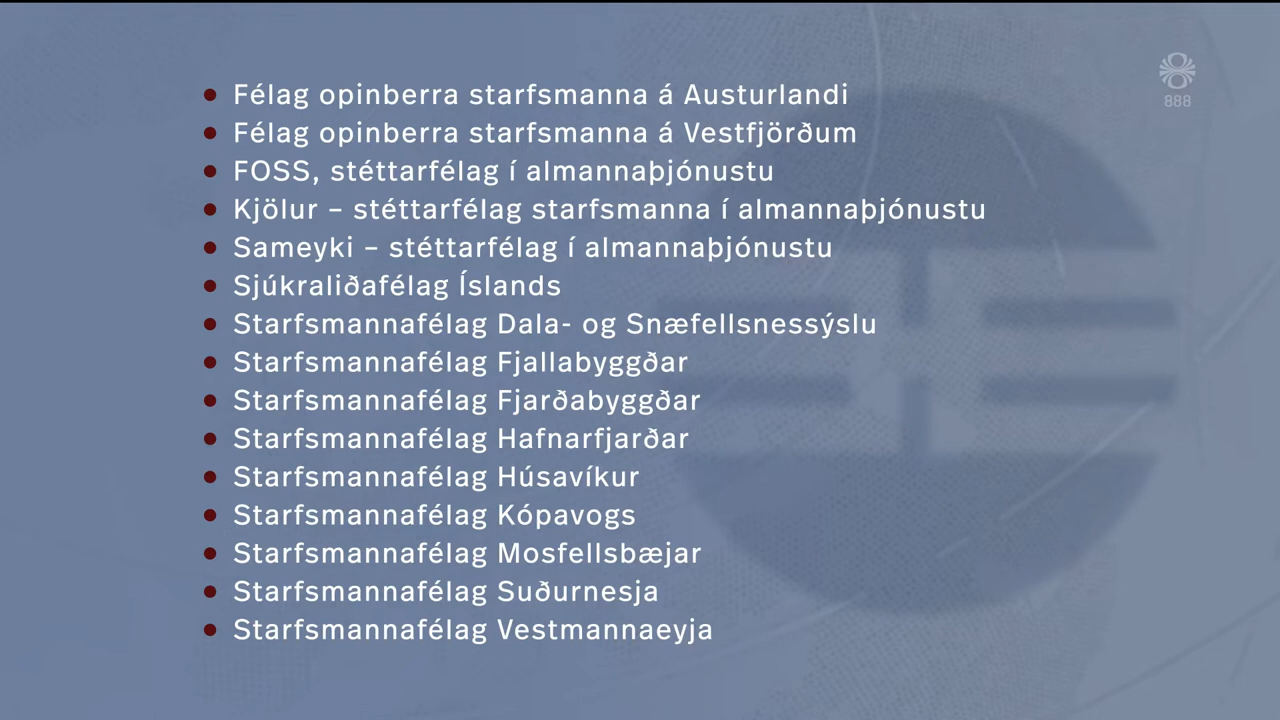 Félag opinberra starfsmanna á Austurlandi
Félag opinberra starfsmanna á Vestfjörðum
FOSS, stéttarfélag í almannaþjónustu
Kjölur – stéttarfélag starfsmanna í almannaþjónustu
Sameyki – stéttarfélag í almannaþjónustu
Sjúkraliðafélag Íslands
Starfsmannafélag Dala- og Snæfellsnessýslu
Starfsmannafélag Fjallabyggðar
Starfsmannafélag Fjarðabyggðar
Starfsmannafélag Hafnarfjarðar
Starfsmannafélag Húsavíkur
Starfsmannafélag Kópavogs
Starfsmannafélag Mosfellsbæjar
Starfsmannafélag Suðurnesja
Starfsmannafélag Vestmannaeyja
888